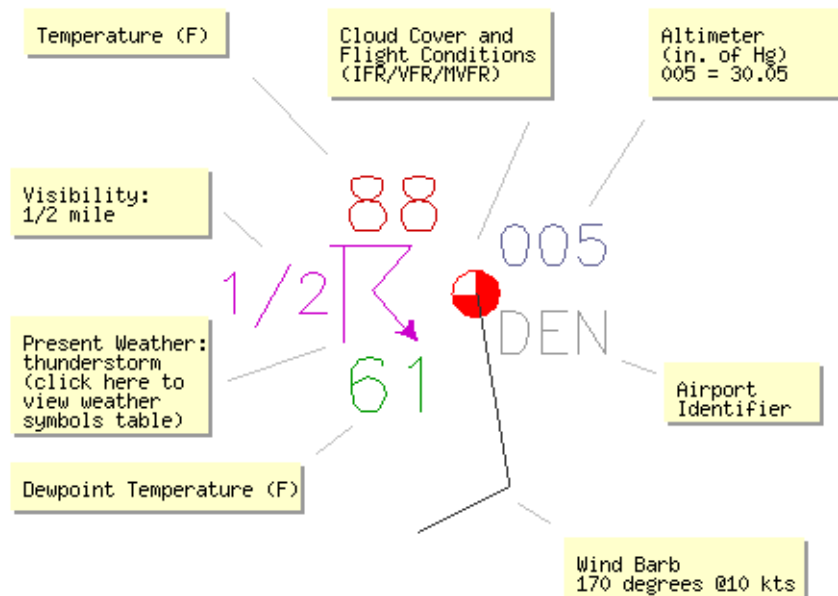 Temperature (F)
Cloud Cover and
Flight Conditions
(IFR/VFR/MVFR)
Altimeter
(in. of Hg)
005 = 30.05
Visibility:
1/2 mile
88
005
1/2
DEN
61
Present Weather:
thunderstorm
(click here to
view weather
symbols table)
Airport
Identifier
Dewpoint Temperature (F)
Wind Barb
170 degrees @10 kts